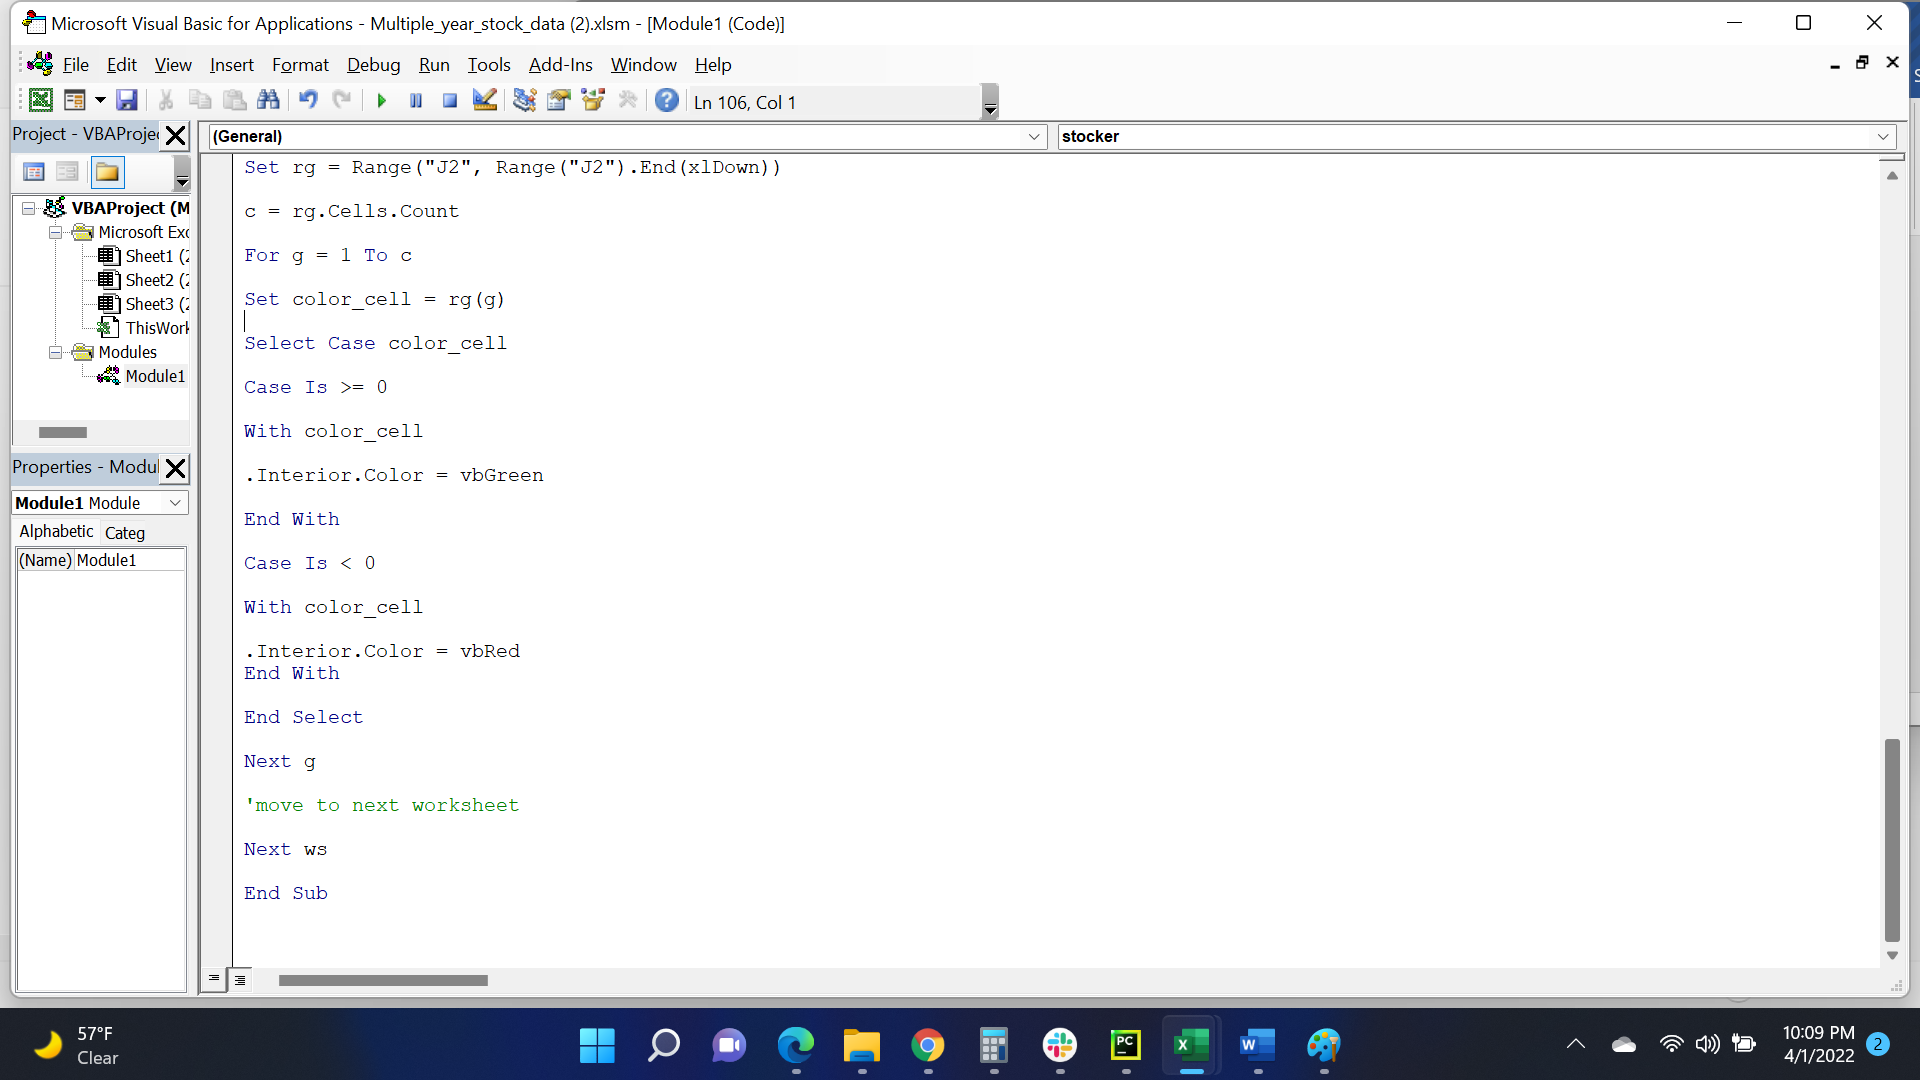 Microsoft Visual Basic for Applications - Multiple_year_stock_data (2).xlsm - [Module1 (Code)]
File Edit View Insert Format Debug Run Tools Add-Ins Window Help
Ln 106, Col 1
Project - VBAProjec
(General)
stocker
VBAProject (M
Microsoft Exc
Sheet1 (2
Sheet2 (2
Sheet3 (2
ThisWork
Modules
Module1
Properties - Modul
Module1 Module
Alphabetic Categ
(Name) Module1
Set rg = Range("J2", Range("J2").End(xlDown))
c = rg.Cells.Count
For g = 1 To c
Set color_cell = rg(g)
Select Case color_cell
Case Is >= 0
With color_cell
.Interior.Color = vbGreen
End With
Case Is < 0
With color_cell
.Interior.Color = vbRed
End With
End Select
Next g
'move to next worksheet
Next ws
End Sub
57°F
Clear
PC
X
W
10:09 PM
4/1/2022
2